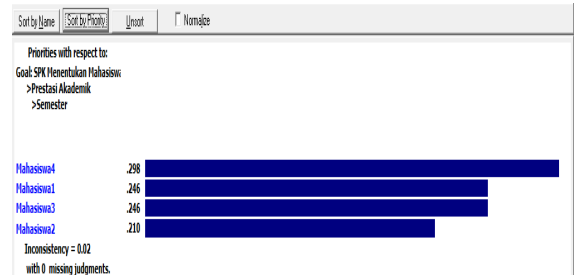 Sort by Name Sort by Priority Unsort Normalize
Priorities with respect to:
Goal: SPK Menentukan Mahasiswa
>Prestasi Akademik
>Semester
Mahasiswa4 .298
Mahasiswa1 .246
Mahasiswa3 .246
Mahasiswa2 .210
Inconsistency = 0.02
with 0 missing judgments.